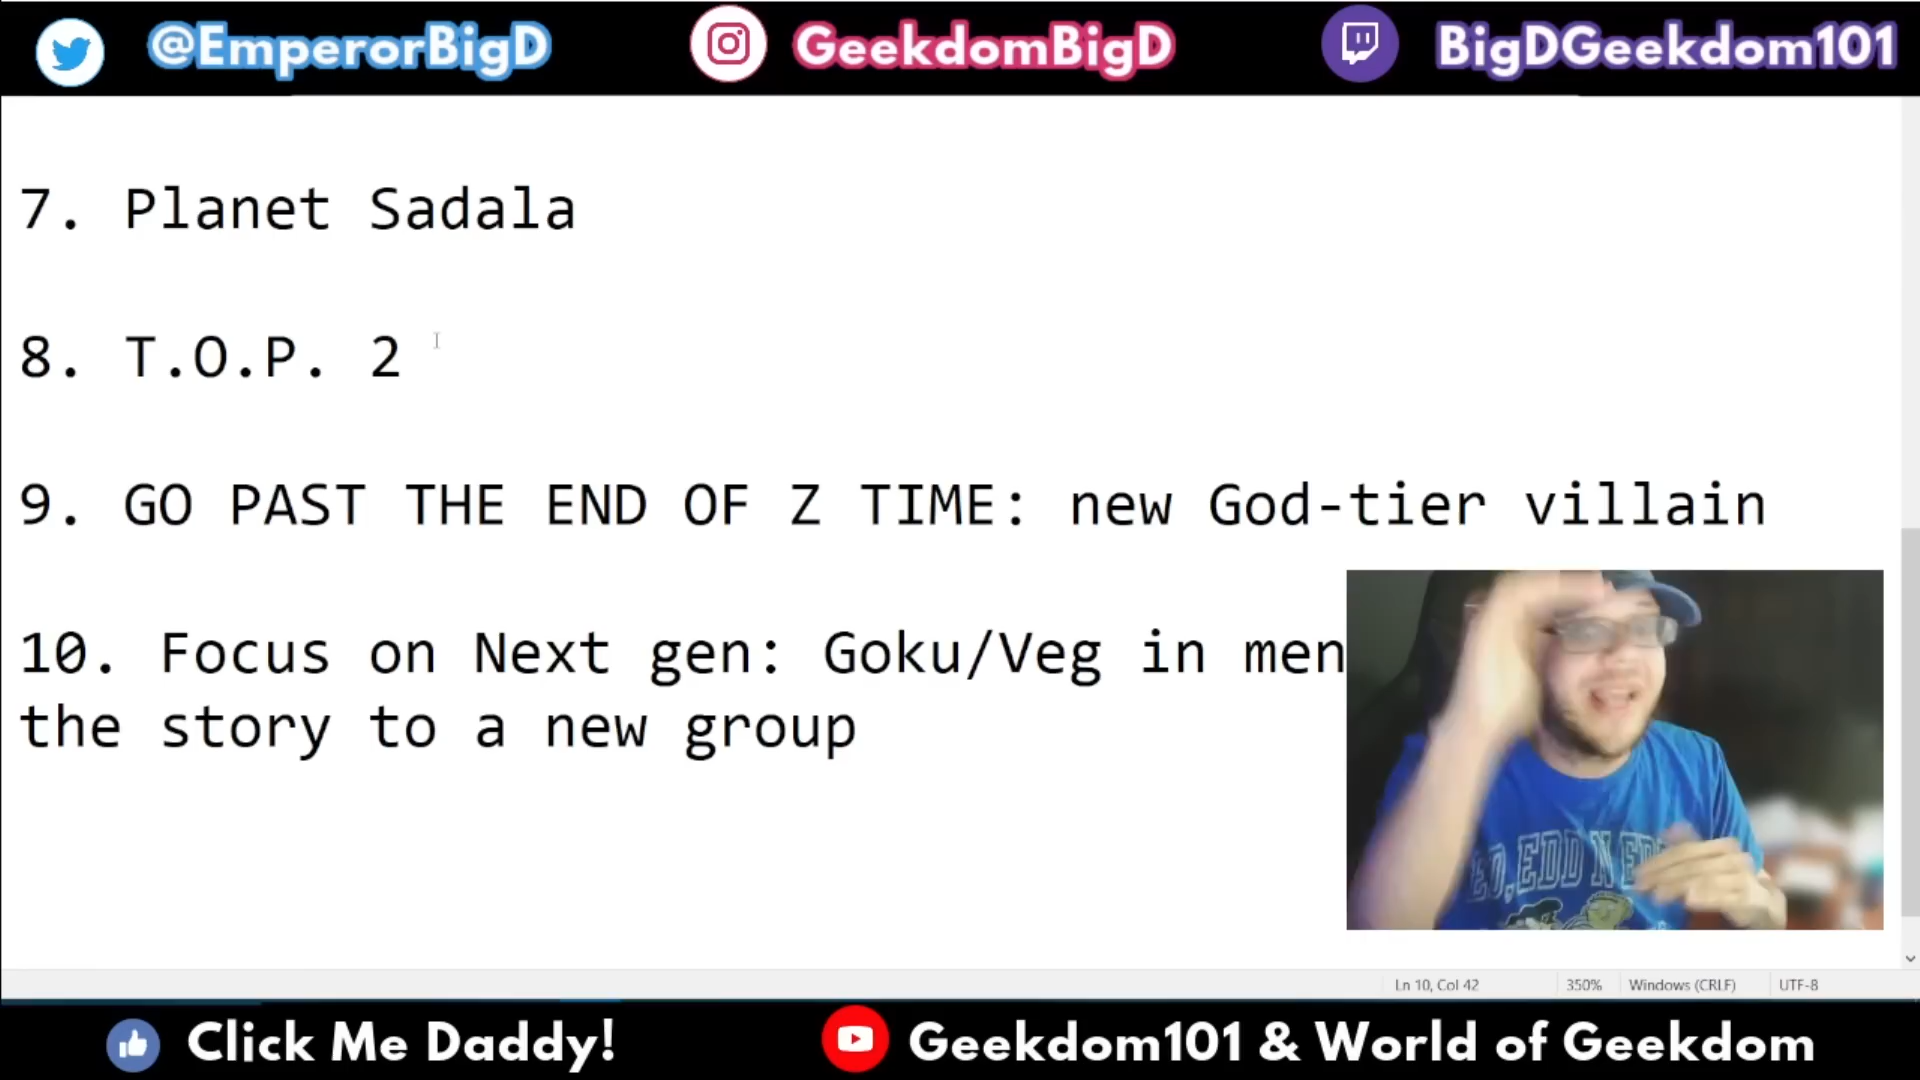 @EmperorBigD GeekdomBigD BigDGeekdom101
7. Planet Sadala
8. T.O.P. 2
9. GO PAST THE END OF Z TIME: new God-tier villain
10. Focus on Next gen: Goku/Veg in
the story to a new group
ED, EDD N
Ln 10, Col 42 350% Windows (CRLF) UTF-8
Click Me Daddy! Geekdom101 & World of Geekdom